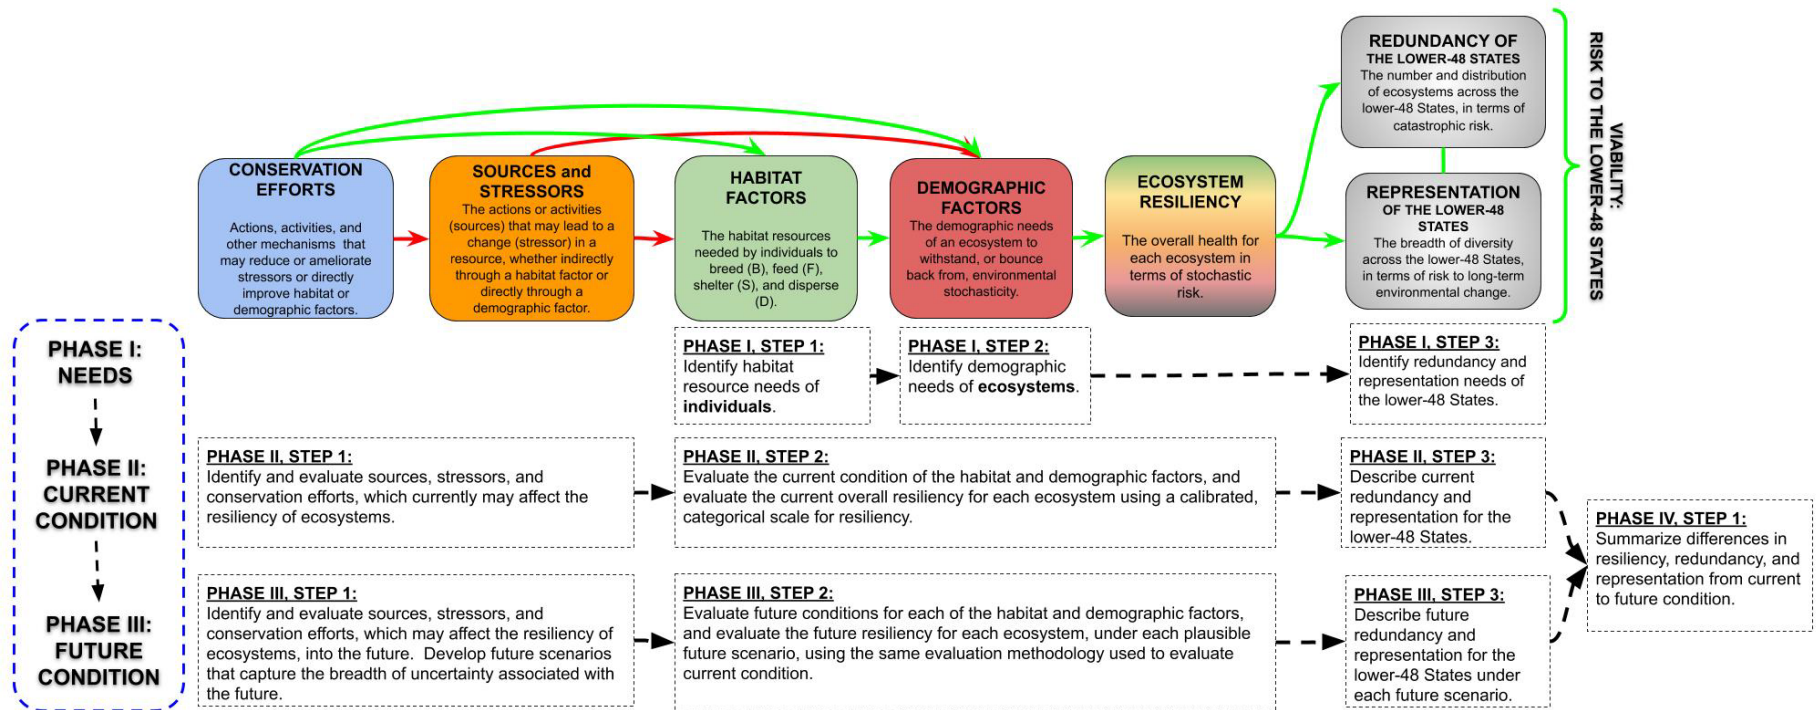 CONSERVATION
EFFORTS
Actions, activities, and
other mechanisms that
may reduce or ameliorate
stressors or directly
improve habitat or
demographic factors.
SOURCES and
STRESSORS
The actions or activities
(sources) that may lead to a
change (stressor) in a
resource, whether indirectly
through a habitat factor or
directly through a
demographic factor.
HABITAT
FACTORS
The habitat resources
needed by individuals to
breed (B), feed (F),
shelter (S), and disperse
(D).
DEMOGRAPHIC
FACTORS
The demographic needs
of an ecosystem to
withstand, or bounce
back from, environmental
stochasticity.
ECOSYSTEM
RESILIENCY
The overall health for
each ecosystem in
terms of stochastic
risk.
REDUNDANCY OF
THE LOWER-48 STATES
The number and distribution
of ecosystems across the
lower-48 States, in terms of
catastrophic risk.
REPRESENTATION
OF THE LOWER-48
STATES
The breadth of diversity
across the lower-48 States,
in terms of risk to long-term
environmental change.
VIABILITY:
RISK TO THE LOWER-48 STATES
PHASE I:
NEEDS
PHASE II:
CURRENT
CONDITION
PHASE III:
FUTURE
CONDITION
PHASE I, STEP 1:
Identify habitat
resource needs of
individuals.
PHASE I, STEP 2:
Identify demographic
needs of ecosystems.
PHASE I, STEP 3:
Identify redundancy and
representation needs of
the lower-48 States.
PHASE II, STEP 1:
Identify and evaluate sources, stressors, and
conservation efforts, which currently may affect the
resiliency of ecosystems.
PHASE II, STEP 2:
Evaluate the current condition of the habitat and demographic factors, and
evaluate the current overall resiliency for each ecosystem using a calibrated,
categorical scale for resiliency.
PHASE II, STEP 3:
Describe current
redundancy and
representation for the
lower-48 States.
PHASE III, STEP 1:
Identify and evaluate sources, stressors, and
conservation efforts, which may affect the resiliency of
ecosystems, into the future. Develop future scenarios
that capture the breadth of uncertainty associated with
the future.
PHASE III, STEP 2:
Evaluate future conditions for each of the habitat and demographic factors,
and evaluate the future resiliency for each ecosystem, under each plausible
future scenario, using the same evaluation methodology used to evaluate
current condition.
PHASE III, STEP 3:
Describe future
redundancy and
representation for the
lower-48 States under
each future scenario.
PHASE IV, STEP 1:
Summarize differences in
resiliency, redundancy, and
representation from current
to future condition.